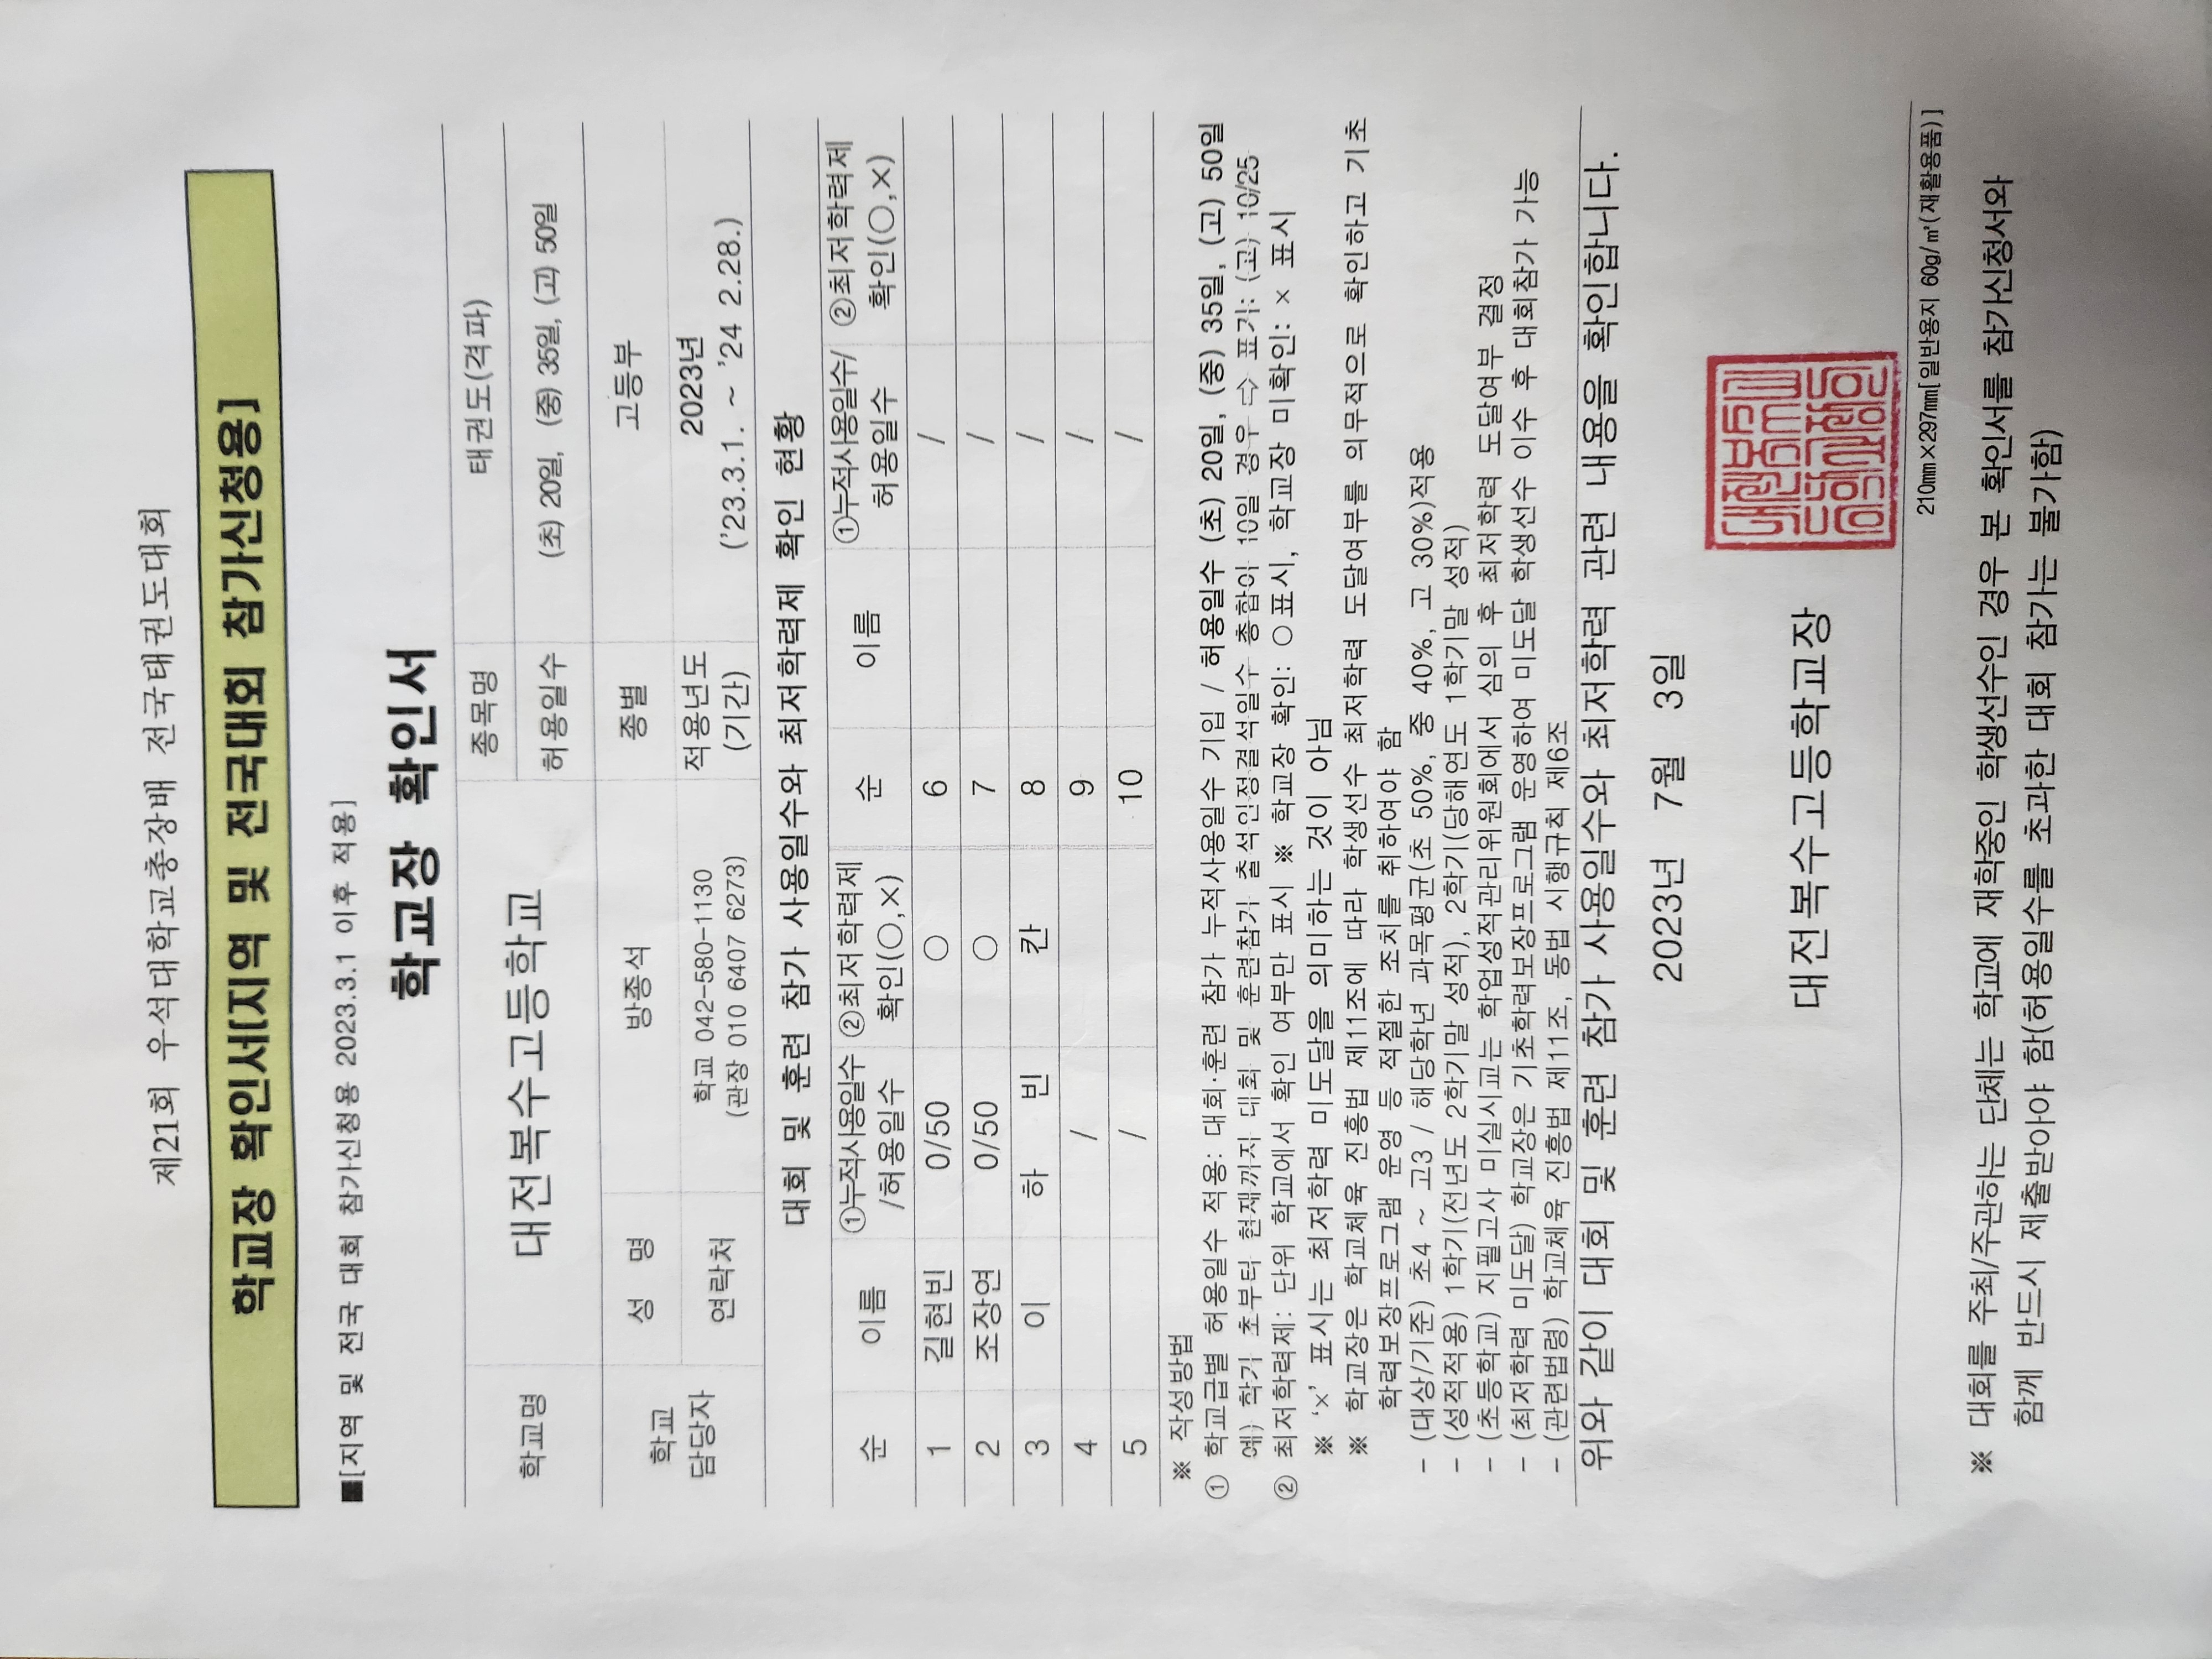 제21회 우석대학교총장배 전국태권도대회
학교장 확인서[지역 및 전국대회 참가신청용]
■[지역 및 전국 대회 참가신청용 2023.3.1 이후 적용]
학교장 확인서
학교명 대전복수고등학교 종목명 태권도(격파)
허용일수 (초) 20일, (중) 35일, (고) 50일
학교 담당자 성 명 방종석 종별 고등부
연락처 학교 042-580-1130 적용년도 2023년
(관장 010 6407 6273) (기간) ('23.3.1. ~ '24 2.28.)
대회 및 훈련 참가 사용일수와 최저학력제 확인 현황
순 이름 ①누적사용일수 ②최저학력제 순 이름 ①누적사용일수/ ②최저학력제
/허용일수 확인(○,×) 허용일수 확인(○,×)
1 길현빈 0/50 ○ 6 /
2 조장연 0/50 ○ 7 /
3 이 하 빈 칸 8 /
4 / 9 /
5 / 10 /
※ 작성방법
① 학교급별 허용일수 적용: 대회·훈련 참가 누적사용일수 기입 / 허용일수 (초) 20일, (중) 35일, (고) 50일
예) 학기 초부터 현재까지 대회 및 훈련참가 출석인정결석일수 총합이 10일 경우 ⇨ 표기: (고) 10/25
② 최저학력제: 단위 학교에서 확인 여부만 표시 ※ 학교장 확인: ○표시, 학교장 미확인: × 표시
※ '×' 표시는 최저학력 미도달을 의미하는 것이 아님
※ 학교장은 학교체육 진흥법 제11조에 따라 학생선수 최저학력 도달여부를 의무적으로 확인하고 기초
학력보장프로그램 운영 등 적절한 조치를 취하여야 함
- (대상/기준) 초4 ~ 고3 / 해당학년 과목평균(초 50%, 중 40%, 고 30%)적용
- (성적적용) 1학기(전년도 2학기말 성적), 2학기(당해연도 1학기말 성적)
- (초등학교) 지필고사 미실시교는 학업성적관리위원회에서 심의 후 최저학력 도달여부 결정
- (최저학력 미도달) 학교장은 기초학력보장프로그램 운영하여 미도달 학생선수 이수 후 대회참가 가능
- (관련법령) 학교체육 진흥법 제11조, 동법 시행규칙 제6조
위와 같이 대회 및 훈련 참가 사용일수와 최저학력 관련 내용을 확인합니다.
2023년 7월 3일
대전복수고등학교장
210㎜×297㎜[일반용지 60g/㎡(재활용품)]
※ 대회를 주최/주관하는 단체는 학교에 재학중인 학생선수인 경우 본 확인서를 참가신청서와
함께 반드시 제출받아야 함(허용일수를 초과한 대회 참가는 불가함)